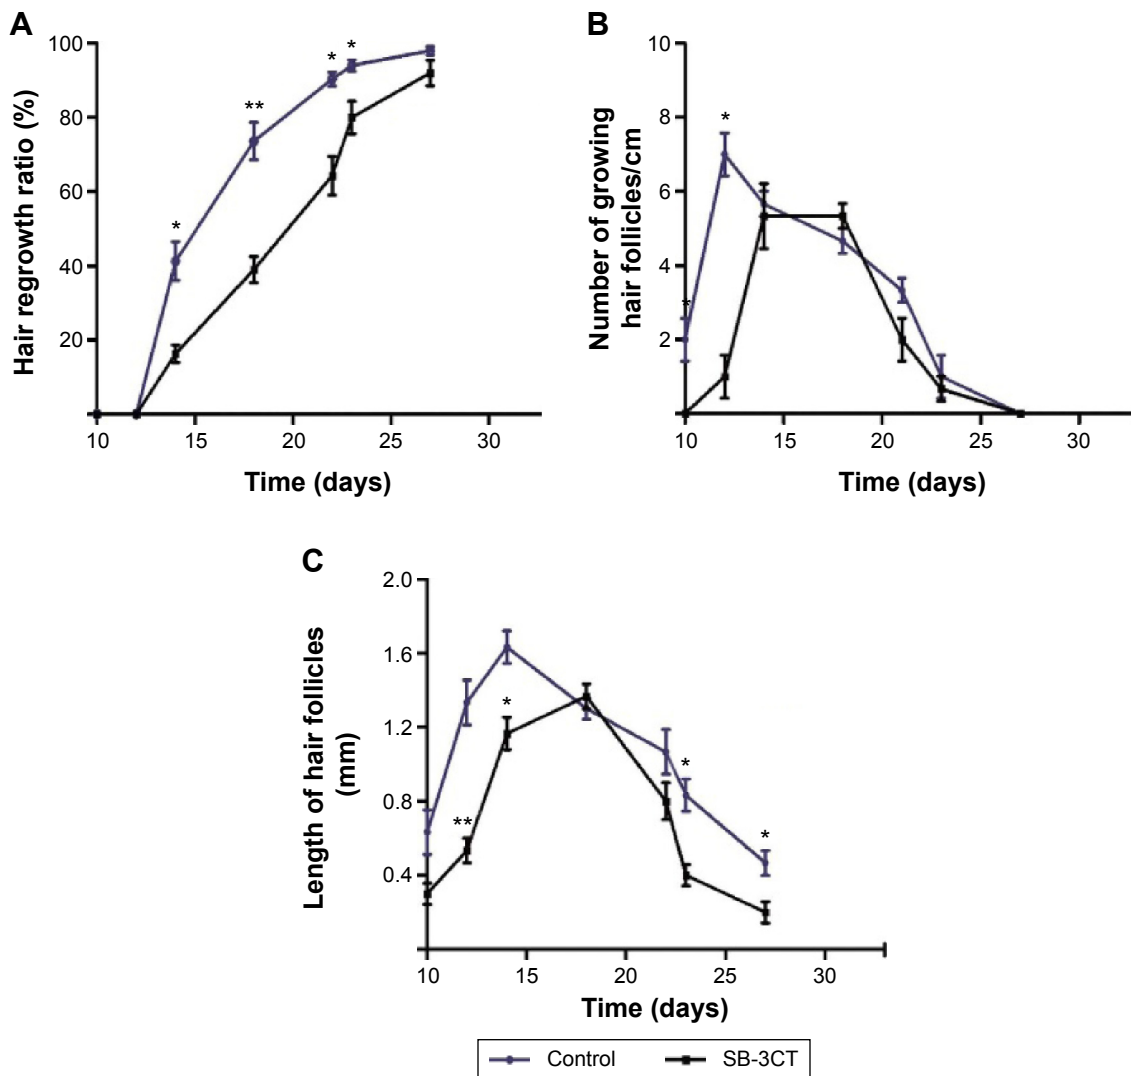 A
Hair regrowth ratio (%)
100
80
60
40
20
*
**
*
*
10 15 20 25 30
Time (days)
B
Number of growing
hair follicles/cm
10
8
6
4
2
*
*
10 15 20 25 30
Time (days)
C
Length of hair follicles
(mm)
2.0
1.6
1.2
0.8
0.4
**
*
*
*
10 15 20 25 30
Time (days)
Control SB-3CT